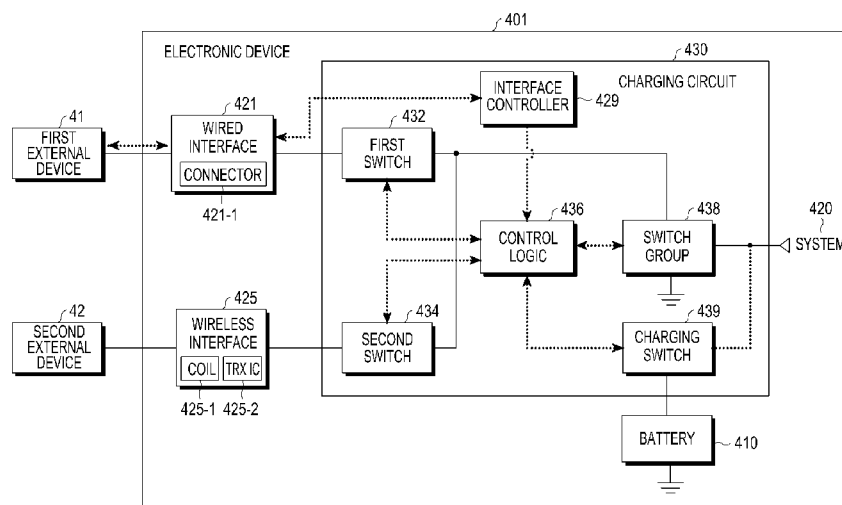 401
ELECTRONIC DEVICE
430
CHARGING CIRCUIT
INTERFACE
CONTROLLER
429
41
FIRST
EXTERNAL
DEVICE
421
WIRED
INTERFACE
CONNECTOR
421-1
432
FIRST
SWITCH
436
CONTROL
LOGIC
438
SWITCH
GROUP
420
SYSTEM
42
SECOND
EXTERNAL
DEVICE
425
WIRELESS
INTERFACE
COIL
TRX IC
425-1
425-2
434
SECOND
SWITCH
439
CHARGING
SWITCH
BATTERY
410